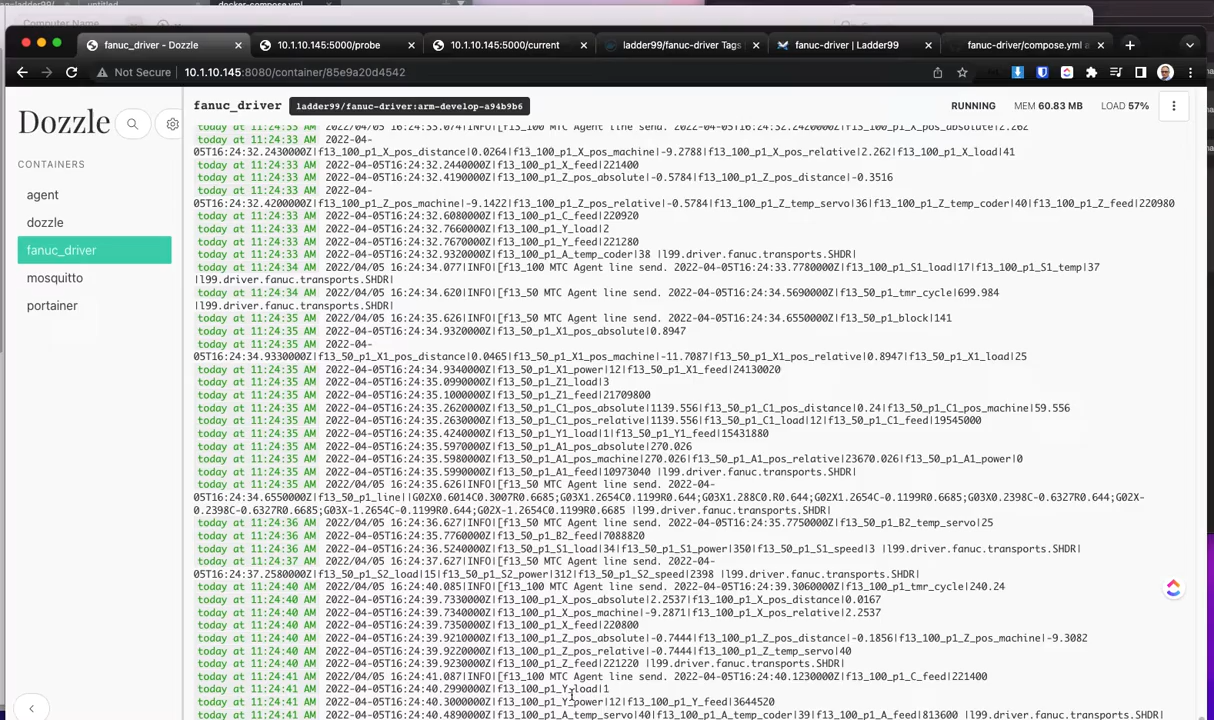 docker-compose.yml
Computer Name
fanuc_driver - Dozzle
10.1.10.145:5000/probe
10.1.10.145:5000/current
ladder99/fanuc-driver Tags
fanuc-driver | Ladder99
fanuc-driver/compose.yml a
Not Secure
10.1.10.145:8080/container/85e9a20d4542
Dozzle
CONTAINERS
agent
dozzle
fanuc_driver
mosquitto
portainer
fanuc_driver ladder99/fanuc-driver:arm-develop-a94b9b6 RUNNING MEM 60.83 MB LOAD 57%
today at 11:24:33 AM 2022/04/05 16:24:33.074|INFO|[f13_100 MTC Agent line send. 2022-04-05T16:24:32.2420000Z|f13_100_p1_X_pos_absolute|2.262
today at 11:24:33 AM 2022-04-
05T16:24:32.2430000Z|f13_100_p1_X_pos_distance|0.0264|f13_100_p1_X_pos_machine|-9.2788|f13_100_p1_X_pos_relative|2.262|f13_100_p1_X_load|41
today at 11:24:33 AM 2022-04-05T16:24:32.2440000Z|f13_100_p1_X_feed|221400
today at 11:24:33 AM 2022-04-05T16:24:32.4190000Z|f13_100_p1_Z_pos_absolute|-0.5784|f13_100_p1_Z_pos_distance|-0.3516
today at 11:24:33 AM 2022-04-
05T16:24:32.4200000Z|f13_100_p1_Z_pos_machine|-9.1422|f13_100_p1_Z_pos_relative|-0.5784|f13_100_p1_Z_temp_servo|36|f13_100_p1_Z_temp_coder|40|f13_100_p1_Z_feed|220980
today at 11:24:33 AM 2022-04-05T16:24:32.6080000Z|f13_100_p1_C_feed|220920
today at 11:24:33 AM 2022-04-05T16:24:32.7660000Z|f13_100_p1_Y_load|2
today at 11:24:33 AM 2022-04-05T16:24:32.7670000Z|f13_100_p1_Y_feed|221280
today at 11:24:33 AM 2022-04-05T16:24:32.9320000Z|f13_100_p1_A_temp_coder|38 |l99.driver.fanuc.transports.SHDR|
today at 11:24:34 AM 2022/04/05 16:24:34.077|INFO|[f13_100 MTC Agent line send. 2022-04-05T16:24:33.7780000Z|f13_100_p1_S1_load|17|f13_100_p1_S1_temp|37
|l99.driver.fanuc.transports.SHDR|
today at 11:24:34 AM 2022/04/05 16:24:34.620|INFO|[f13_50 MTC Agent line send. 2022-04-05T16:24:34.5690000Z|f13_50_p1_tmr_cycle|699.984
|l99.driver.fanuc.transports.SHDR|
today at 11:24:35 AM 2022/04/05 16:24:35.626|INFO|[f13_50 MTC Agent line send. 2022-04-05T16:24:34.6550000Z|f13_50_p1_block|141
today at 11:24:35 AM 2022-04-05T16:24:34.9320000Z|f13_50_p1_X1_pos_absolute|0.8947
today at 11:24:35 AM 2022-04-
05T16:24:34.9330000Z|f13_50_p1_X1_pos_distance|0.0465|f13_50_p1_X1_pos_machine|-11.7087|f13_50_p1_X1_pos_relative|0.8947|f13_50_p1_X1_load|25
today at 11:24:35 AM 2022-04-05T16:24:34.9340000Z|f13_50_p1_X1_power|12|f13_50_p1_X1_feed|24130020
today at 11:24:35 AM 2022-04-05T16:24:35.0990000Z|f13_50_p1_Z1_load|3
today at 11:24:35 AM 2022-04-05T16:24:35.1000000Z|f13_50_p1_Z1_feed|21709800
today at 11:24:35 AM 2022-04-05T16:24:35.2620000Z|f13_50_p1_C1_pos_absolute|1139.556|f13_50_p1_C1_pos_distance|0.24|f13_50_p1_C1_pos_machine|59.556
today at 11:24:35 AM 2022-04-05T16:24:35.2630000Z|f13_50_p1_C1_pos_relative|1139.556|f13_50_p1_C1_load|12|f13_50_p1_C1_feed|19545000
today at 11:24:35 AM 2022-04-05T16:24:35.4240000Z|f13_50_p1_Y1_load|1|f13_50_p1_Y1_feed|15431880
today at 11:24:35 AM 2022-04-05T16:24:35.5970000Z|f13_50_p1_A1_pos_absolute|270.026
today at 11:24:35 AM 2022-04-05T16:24:35.5980000Z|f13_50_p1_A1_pos_machine|270.026|f13_50_p1_A1_pos_relative|23670.026|f13_50_p1_A1_power|0
today at 11:24:35 AM 2022-04-05T16:24:35.5990000Z|f13_50_p1_A1_feed|10973040 |l99.driver.fanuc.transports.SHDR|
today at 11:24:35 AM 2022/04/05 16:24:35.626|INFO|[f13_50 MTC Agent line send. 2022-04-
05T16:24:34.6550000Z|f13_50_p1_line||G02X0.6014C0.3007R0.6685;G03X1.2654C0.1199R0.644;G03X1.288C0.R0.644;G02X1.2654C-0.1199R0.644;G03X0.2398C-0.6327R0.644;G02X-
0.2398C-0.6327R0.6685;G03X-1.2654C-0.1199R0.644;G02X-1.2654C0.1199R0.6685 |l99.driver.fanuc.transports.SHDR|
today at 11:24:36 AM 2022/04/05 16:24:36.627|INFO|[f13_50 MTC Agent line send. 2022-04-05T16:24:35.7750000Z|f13_50_p1_B2_temp_servo|25
today at 11:24:36 AM 2022-04-05T16:24:35.7760000Z|f13_50_p1_B2_feed|7088820
today at 11:24:36 AM 2022-04-05T16:24:36.5240000Z|f13_50_p1_S1_load|34|f13_50_p1_S1_power|350|f13_50_p1_S1_speed|3 |l99.driver.fanuc.transports.SHDR|
today at 11:24:37 AM 2022/04/05 16:24:37.627|INFO|[f13_50 MTC Agent line send. 2022-04-
05T16:24:37.2580000Z|f13_50_p1_S2_load|15|f13_50_p1_S2_power|312|f13_50_p1_S2_speed|2398 |l99.driver.fanuc.transports.SHDR|
today at 11:24:40 AM 2022/04/05 16:24:40.085|INFO|[f13_100 MTC Agent line send. 2022-04-05T16:24:39.3060000Z|f13_100_p1_tmr_cycle|240.24
today at 11:24:40 AM 2022-04-05T16:24:39.7330000Z|f13_100_p1_X_pos_absolute|2.2537|f13_100_p1_X_pos_distance|0.0167
today at 11:24:40 AM 2022-04-05T16:24:39.7340000Z|f13_100_p1_X_pos_machine|-9.2871|f13_100_p1_X_pos_relative|2.2537
today at 11:24:40 AM 2022-04-05T16:24:39.7350000Z|f13_100_p1_X_feed|220800
today at 11:24:40 AM 2022-04-05T16:24:39.9210000Z|f13_100_p1_Z_pos_absolute|-0.7444|f13_100_p1_Z_pos_distance|-0.1856|f13_100_p1_Z_pos_machine|-9.3082
today at 11:24:40 AM 2022-04-05T16:24:39.9220000Z|f13_100_p1_Z_pos_relative|-0.7444|f13_100_p1_Z_temp_servo|40
today at 11:24:40 AM 2022-04-05T16:24:39.9230000Z|f13_100_p1_Z_feed|221220 |l99.driver.fanuc.transports.SHDR|
today at 11:24:41 AM 2022/04/05 16:24:41.087|INFO|[f13_100 MTC Agent line send. 2022-04-05T16:24:40.1230000Z|f13_100_p1_C_feed|221400
today at 11:24:41 AM 2022-04-05T16:24:40.2990000Z|f13_100_p1_Y_load|1
today at 11:24:41 AM 2022-04-05T16:24:40.3000000Z|f13_100_p1_Y_power|12|f13_100_p1_Y_feed|3644520
today at 11:24:41 AM 2022-04-05T16:24:40.4890000Z|f13_100_p1_A_temp_servo|40|f13_100_p1_A_temp_coder|39|f13_100_p1_A_feed|813600 |l99.driver.fanuc.transports.SHDR|